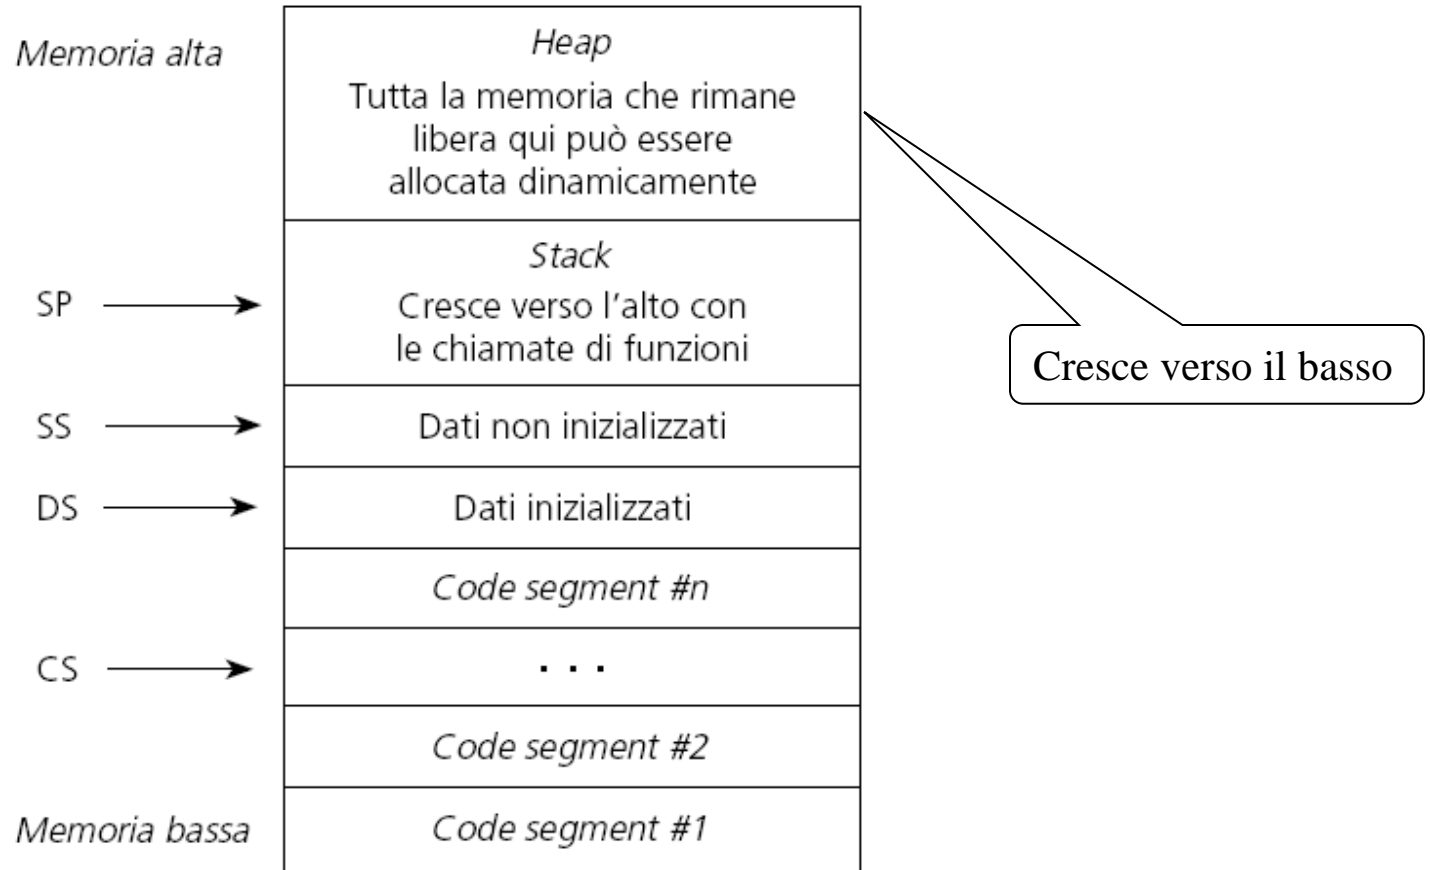 Memoria alta
Heap
Tutta la memoria che rimane
libera qui può essere
allocata dinamicamente
Stack
SP
Cresce verso l'alto con
le chiamate di funzioni
Cresce verso il basso
SS
Dati non inizializzati
DS
Dati inizializzati
Code segment #n
CS
. . .
Code segment #2
Memoria bassa
Code segment #1